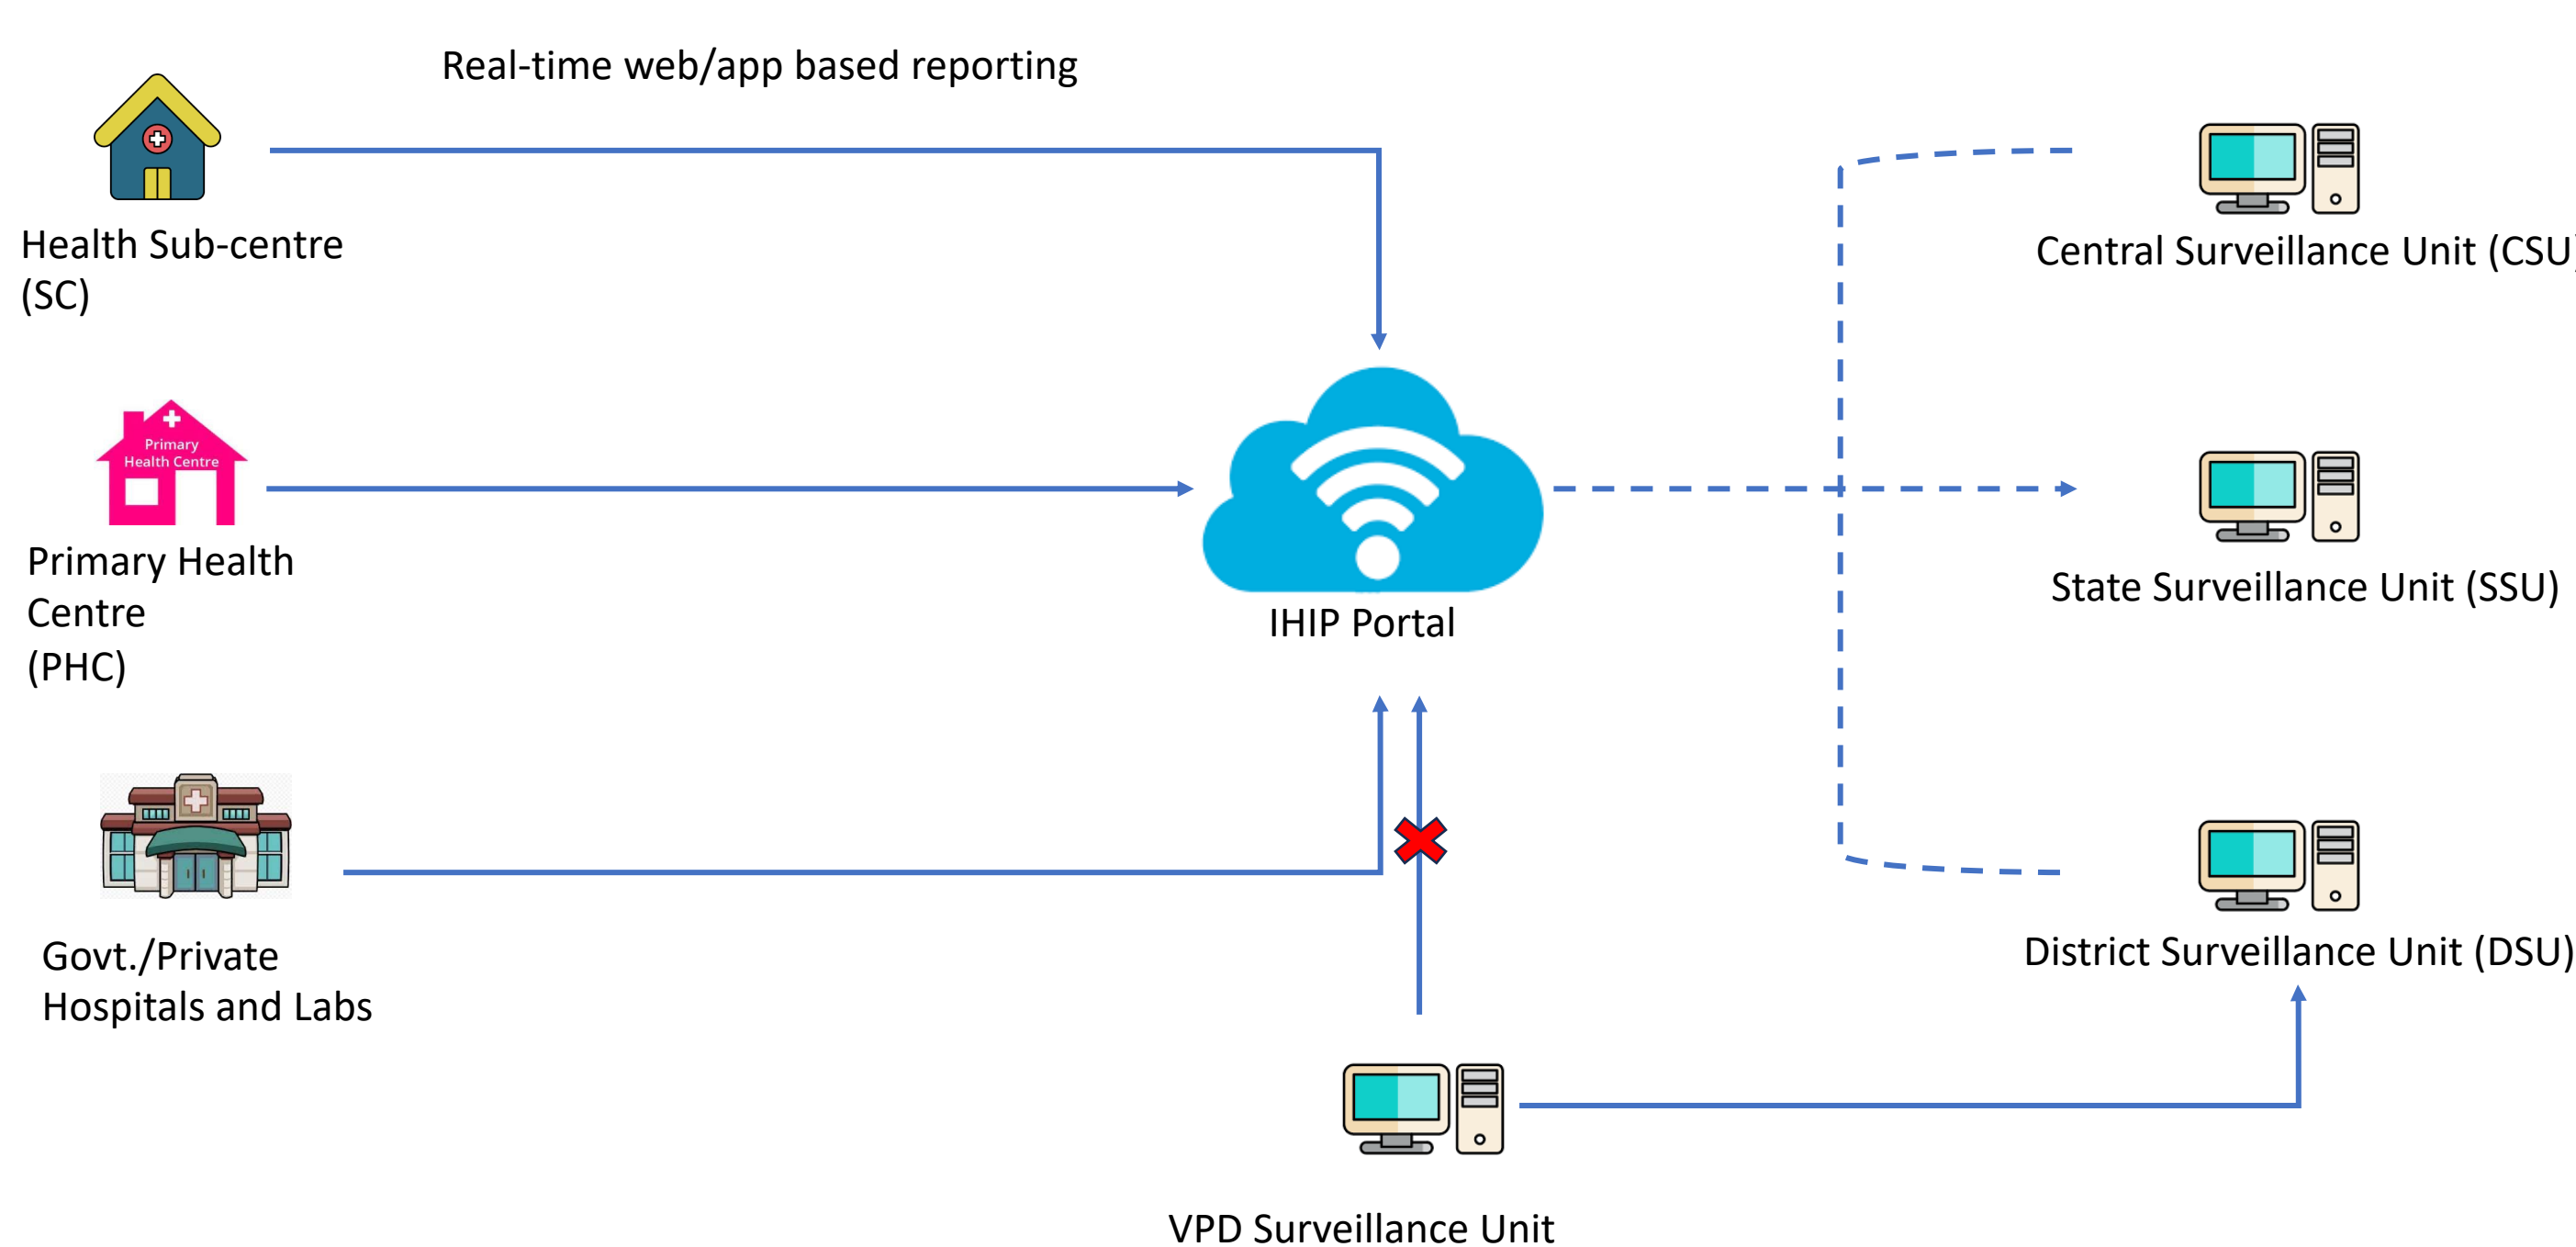 Real-time web/app based reporting
Health Sub-centre
(SC)
Central Surveillance Unit (CSU)
Primary
Health Centre
Primary Health
Centre
(PHC)
IHIP Portal
State Surveillance Unit (SSU)
Govt./Private
Hospitals and Labs
District Surveillance Unit (DSU)
VPD Surveillance Unit